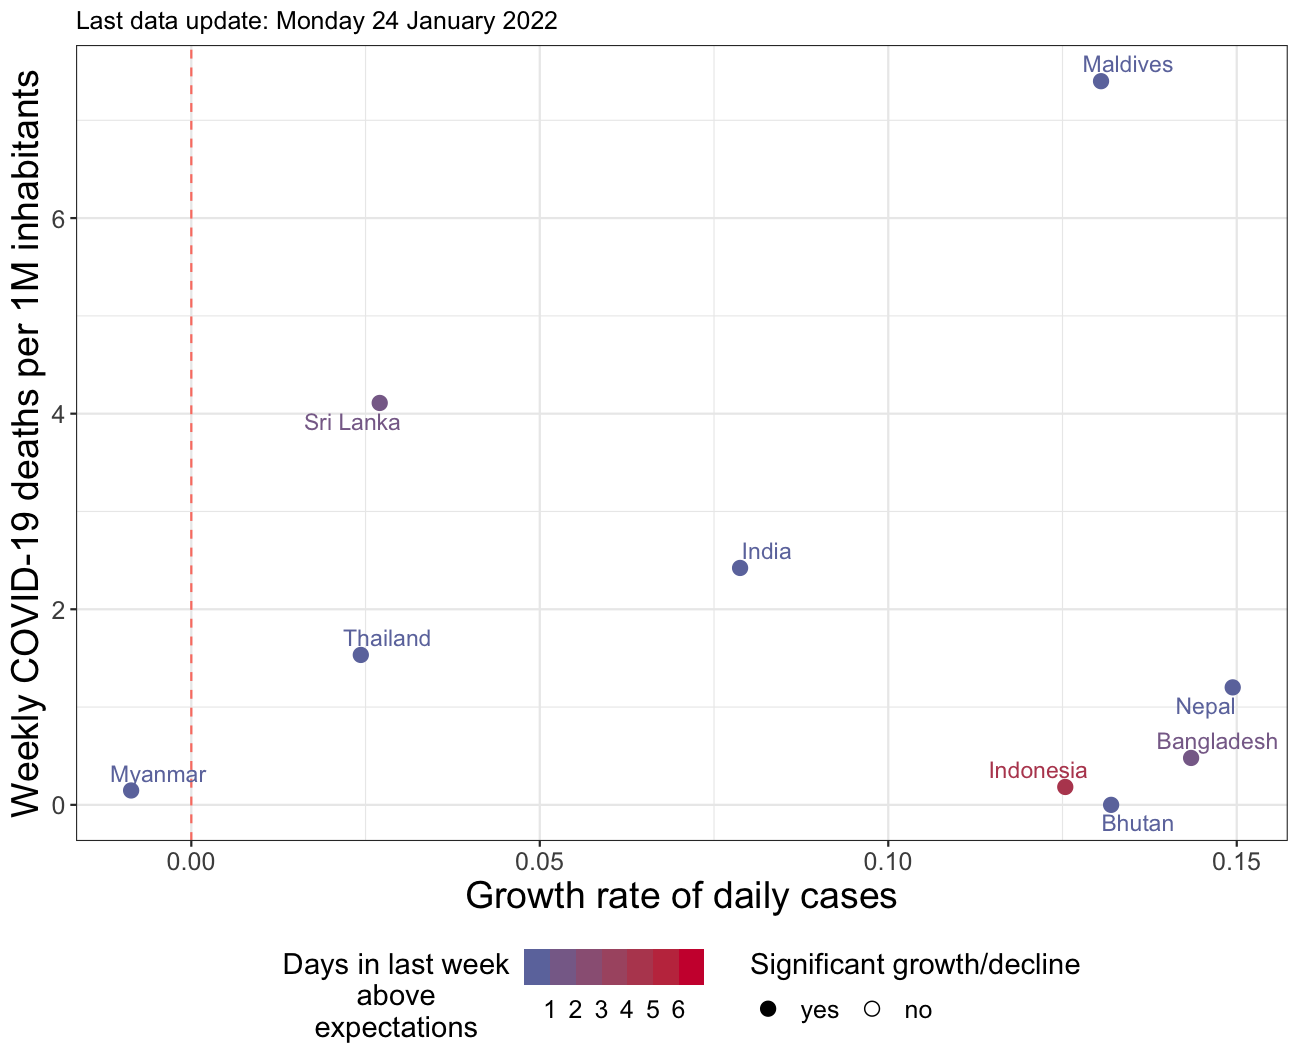 Last data update: Monday 24 January 2022
Weekly COVID-19 deaths per 1M inhabitants
Maldives
6
Sri Lanka
4
India
2
Thailand
Nepal
Bangladesh
Indonesia
Myanmar
0
Bhutan
0.00 0.05 0.10 0.15
Growth rate of daily cases
Days in last week
above
expectations
1 2 3 4 5 6
Significant growth/decline
yes no